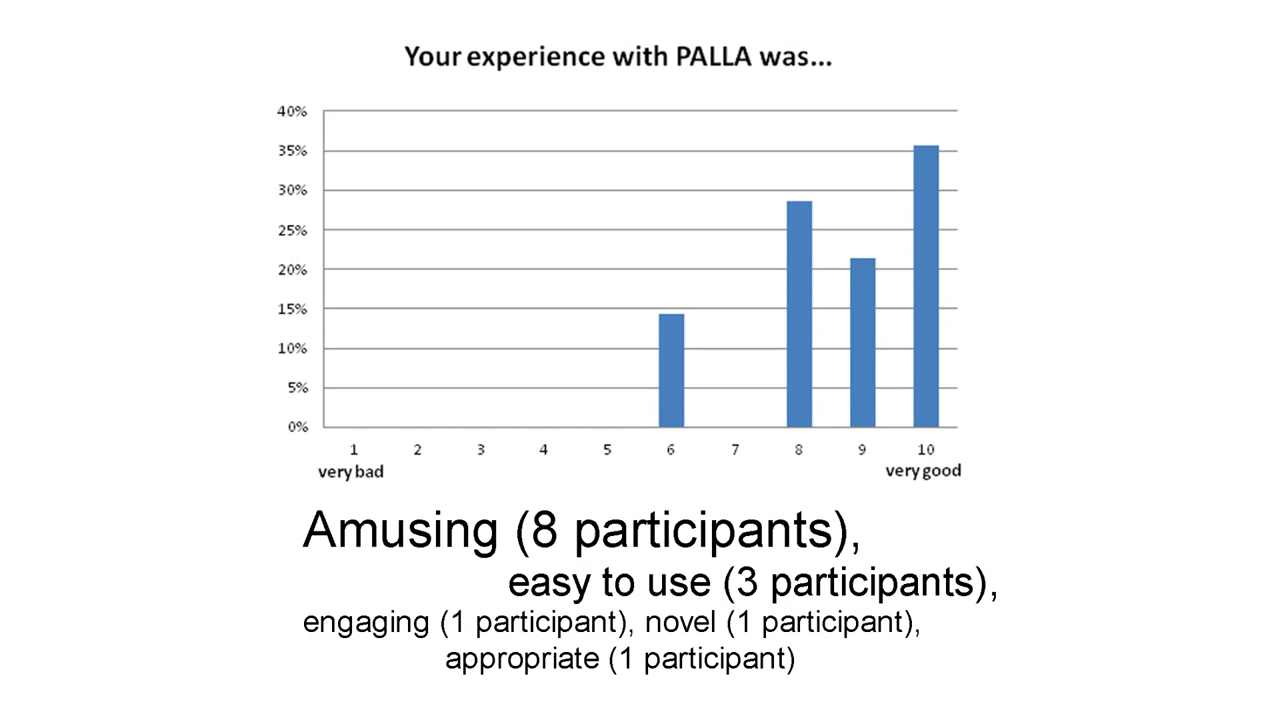 Your experience with PALLA was...
40%
35%
30%
25%
20%
15%
10%
5%
0%
1 2 3 4 5 6 7 8 9 10
very bad very good
Amusing (8 participants),
easy to use (3 participants),
engaging (1 participant), novel (1 participant),
appropriate (1 participant)